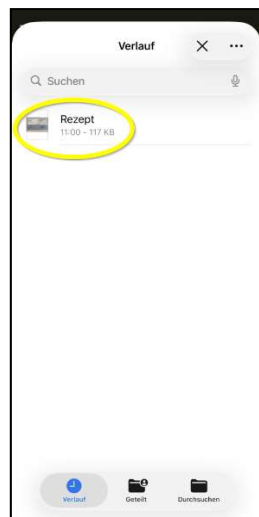 Verlauf
Suchen
Rezept
11:00 - 117 KB
Verlauf
Geteilt
Durchsuchen